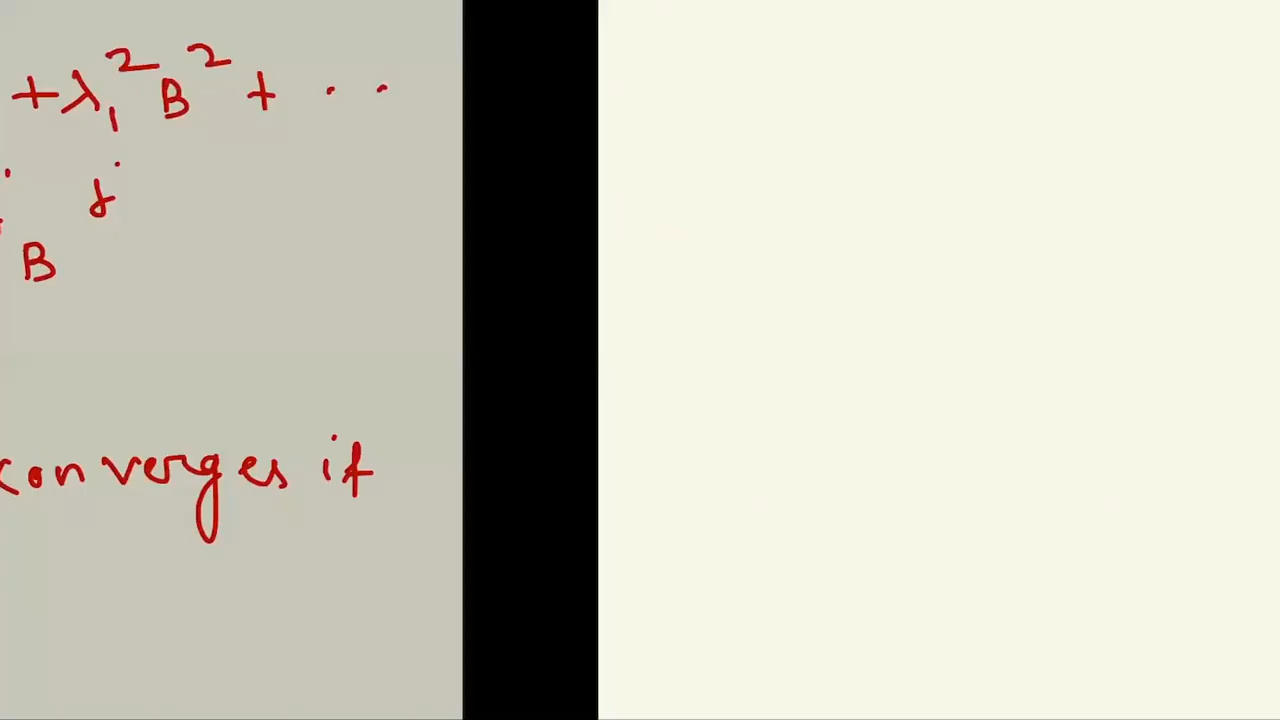 +λ₁²B² + ··
j
B
converges if